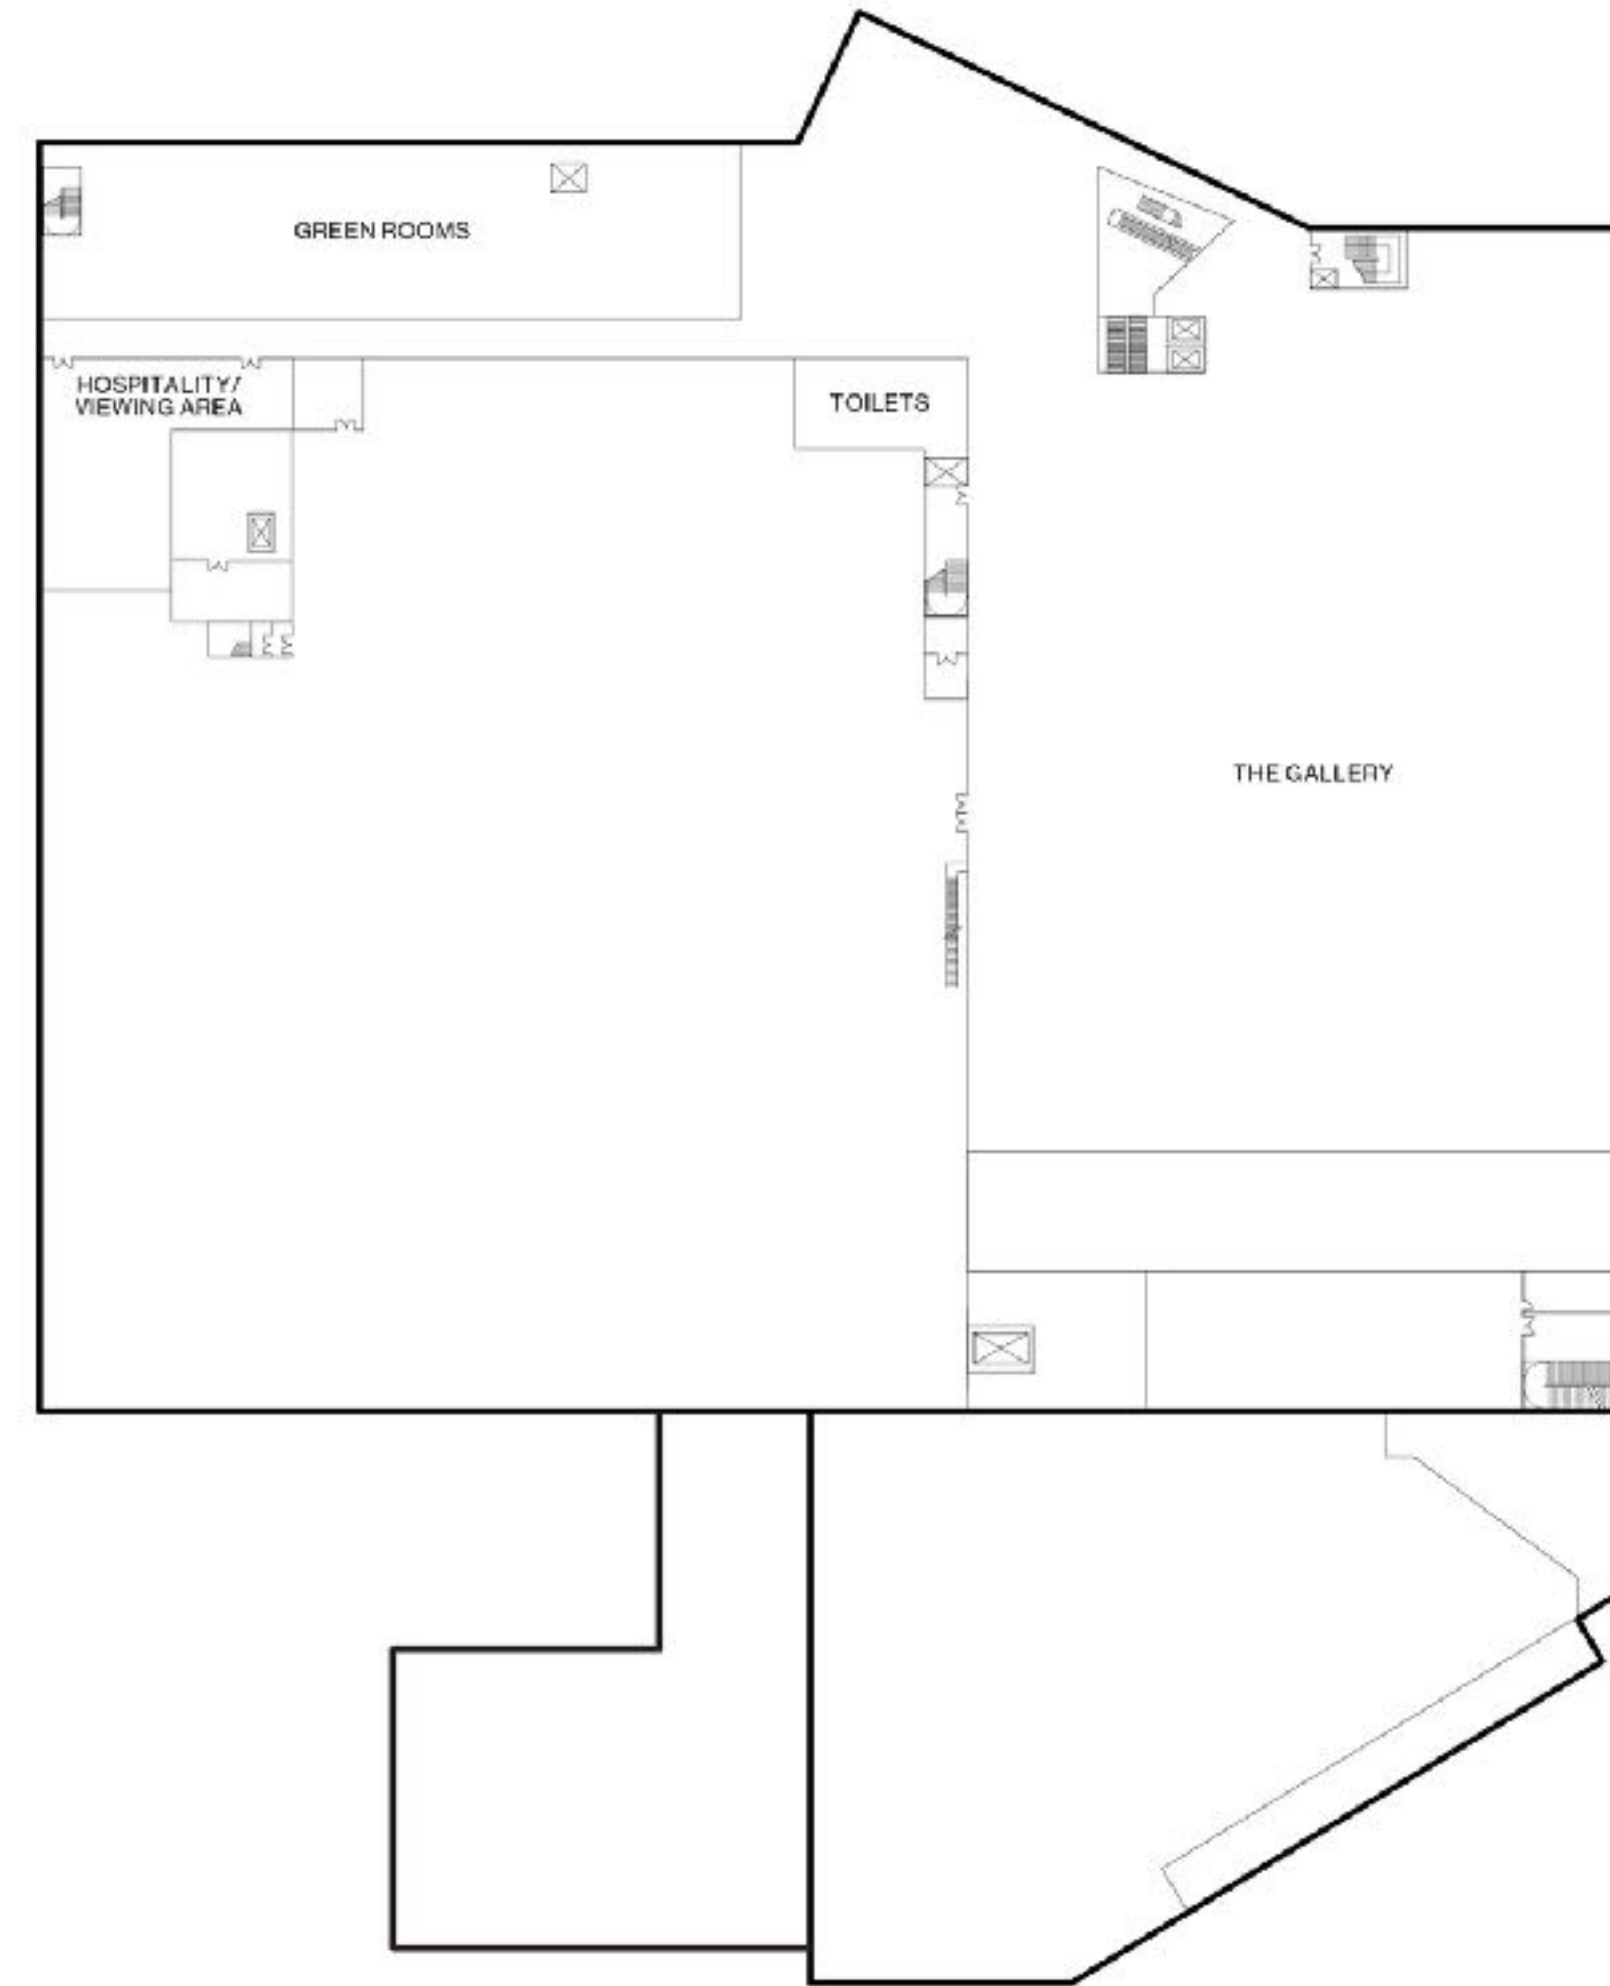 GREEN ROOMS
HOSPITALITY/
VIEWING AREA
TOILETS
THE GALLERY